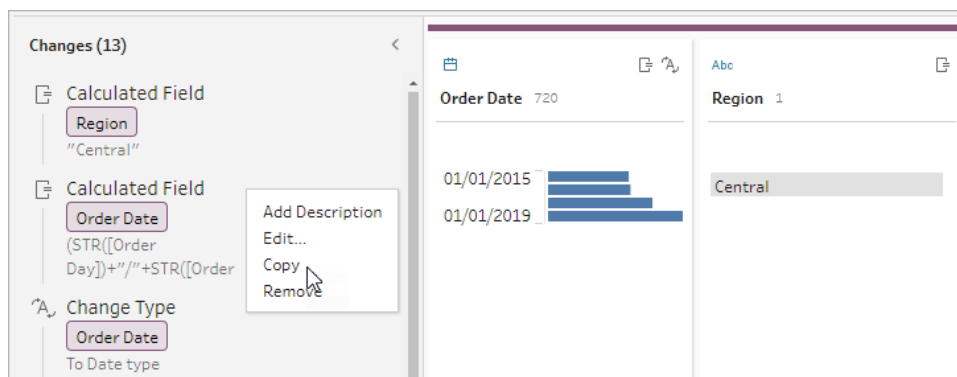 Changes (13)
Calculated Field
Region
"Central"
Calculated Field
Order Date
(STR([Order
Day])+"/"+STR([Order
Change Type
Order Date
To Date type
Add Description
Edit...
Copy
Remove
Order Date 720
01/01/2015
01/01/2019
Abc
Region 1
Central